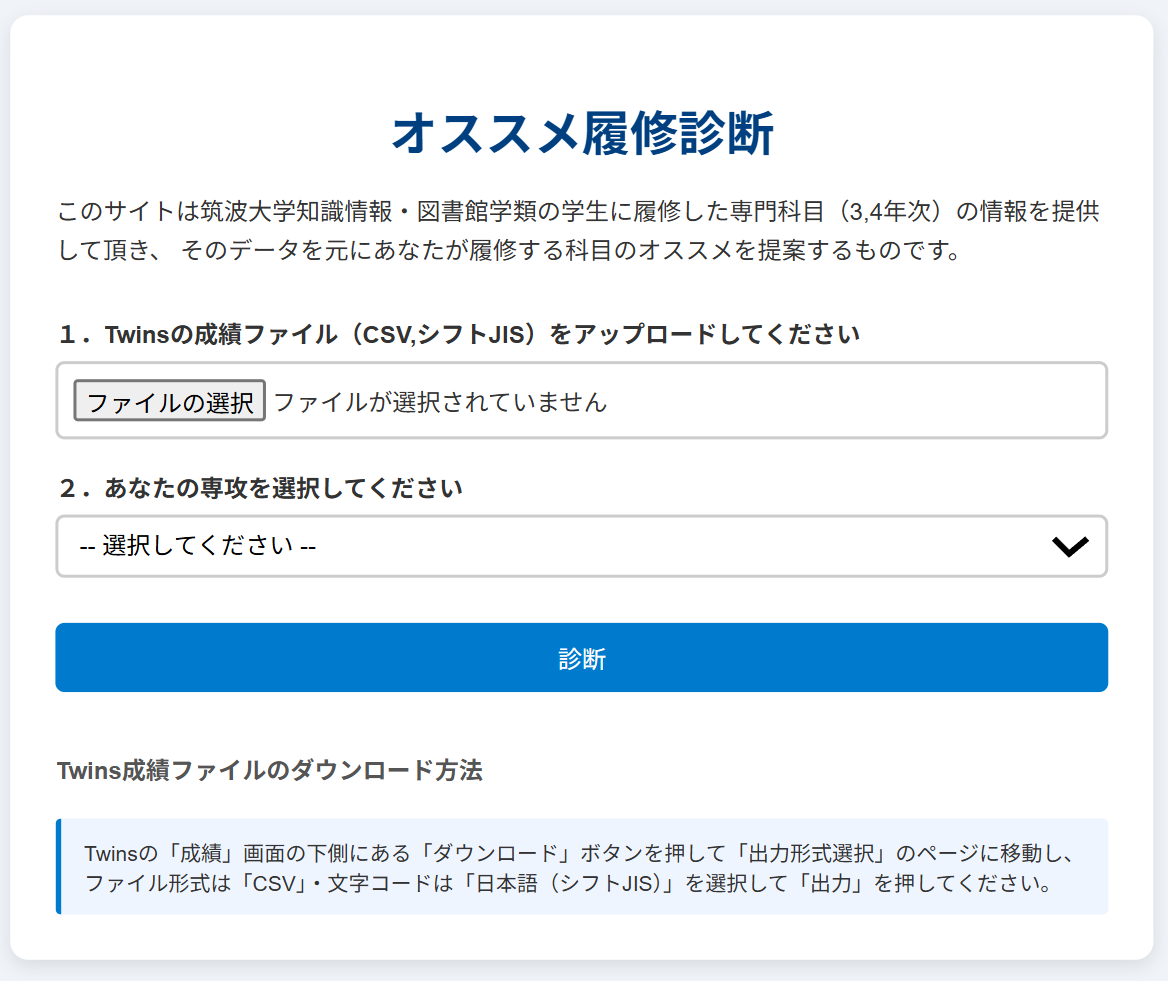 オススメ履修診断
このサイトは筑波大学知識情報・図書館学類の学生に履修した専門科目（3,4年次）の情報を提供
して頂き、 そのデータを元にあなたが履修する科目のオススメを提案するものです。
１．Twinsの成績ファイル（CSV,シフトJIS）をアップロードしてください
ファイルの選択 ファイルが選択されていません
２．あなたの専攻を選択してください
-- 選択してください --
診断
Twins成績ファイルのダウンロード方法
Twinsの「成績」画面の下側にある「ダウンロード」ボタンを押して「出力形式選択」のページに移動し、
ファイル形式は「CSV」・文字コードは「日本語（シフトJIS）」を選択して「出力」を押してください。